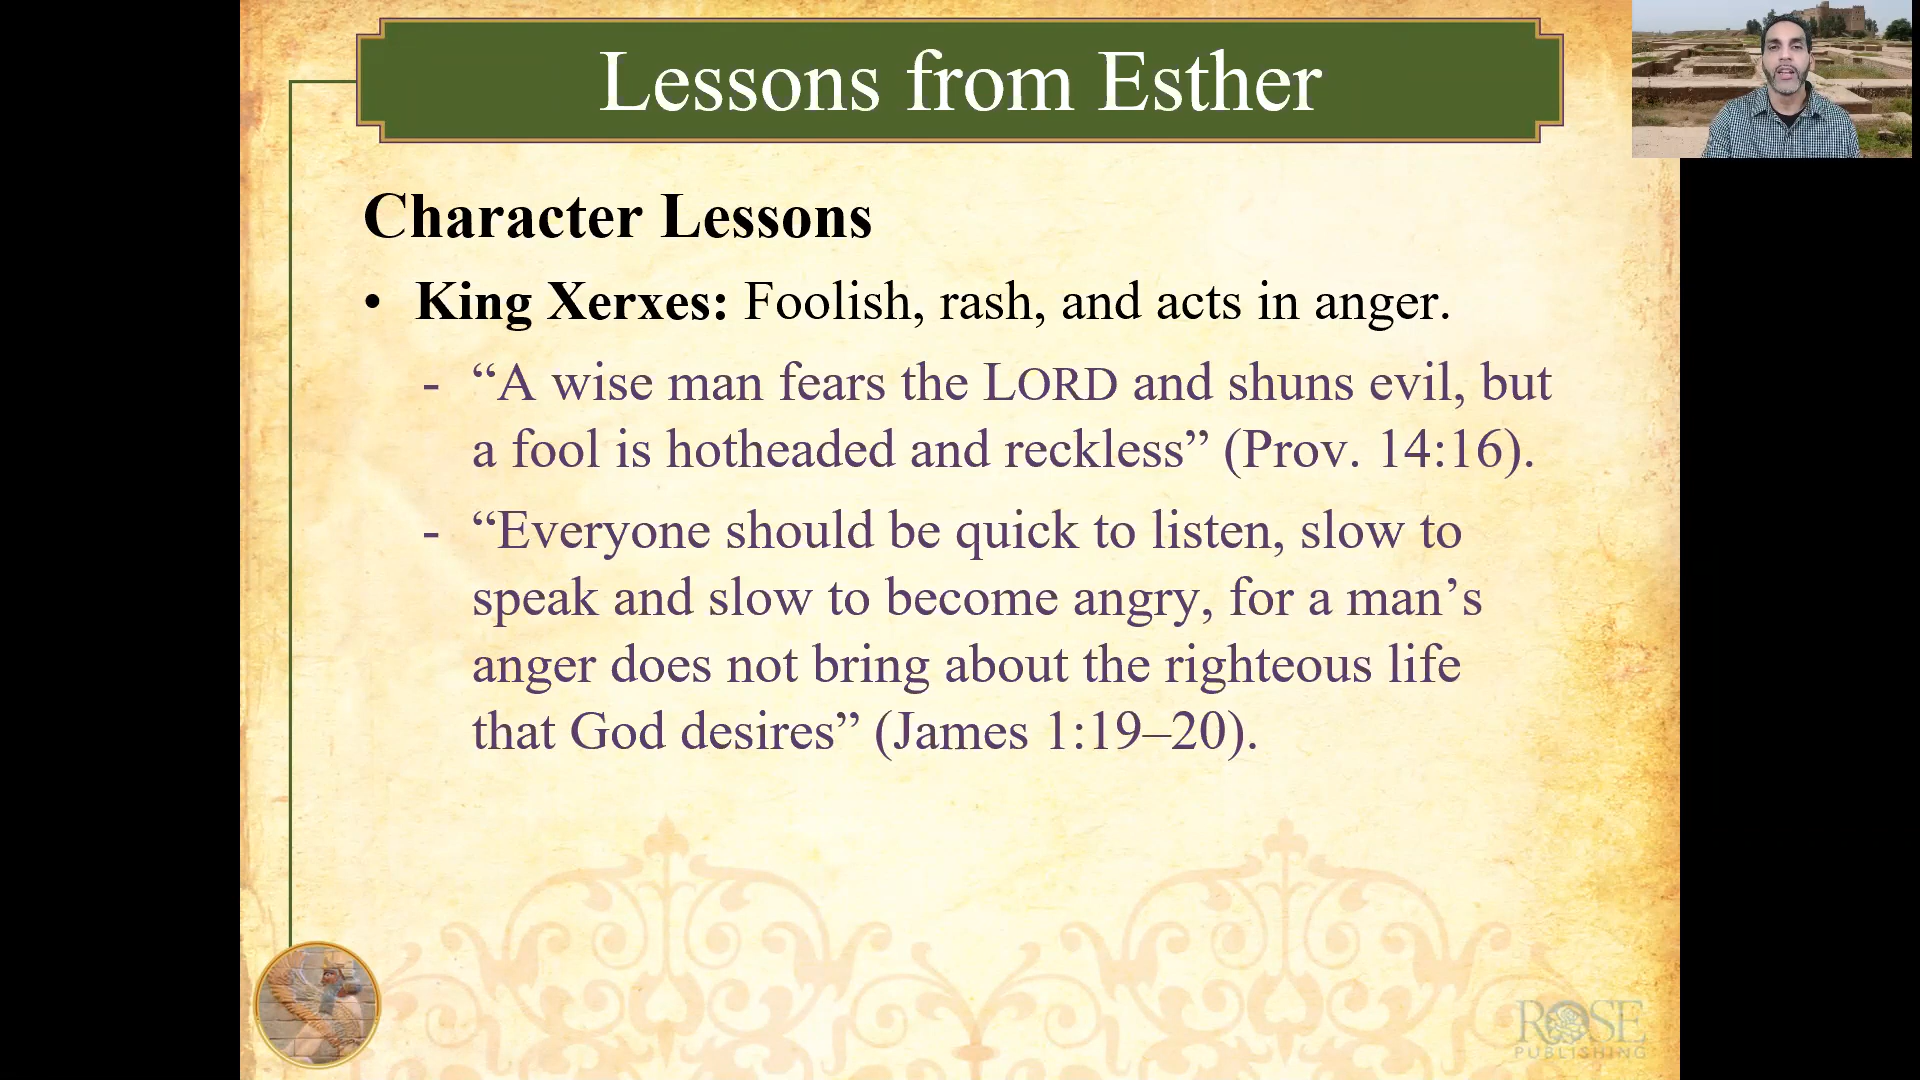 Lessons from Esther
Character Lessons
• King Xerxes: Foolish, rash, and acts in anger.
- “A wise man fears the LORD and shuns evil, but
a fool is hotheaded and reckless” (Prov. 14:16).
- “Everyone should be quick to listen, slow to
speak and slow to become angry, for a man’s
anger does not bring about the righteous life
that God desires” (James 1:19–20).
ROSE
PUBLISHING